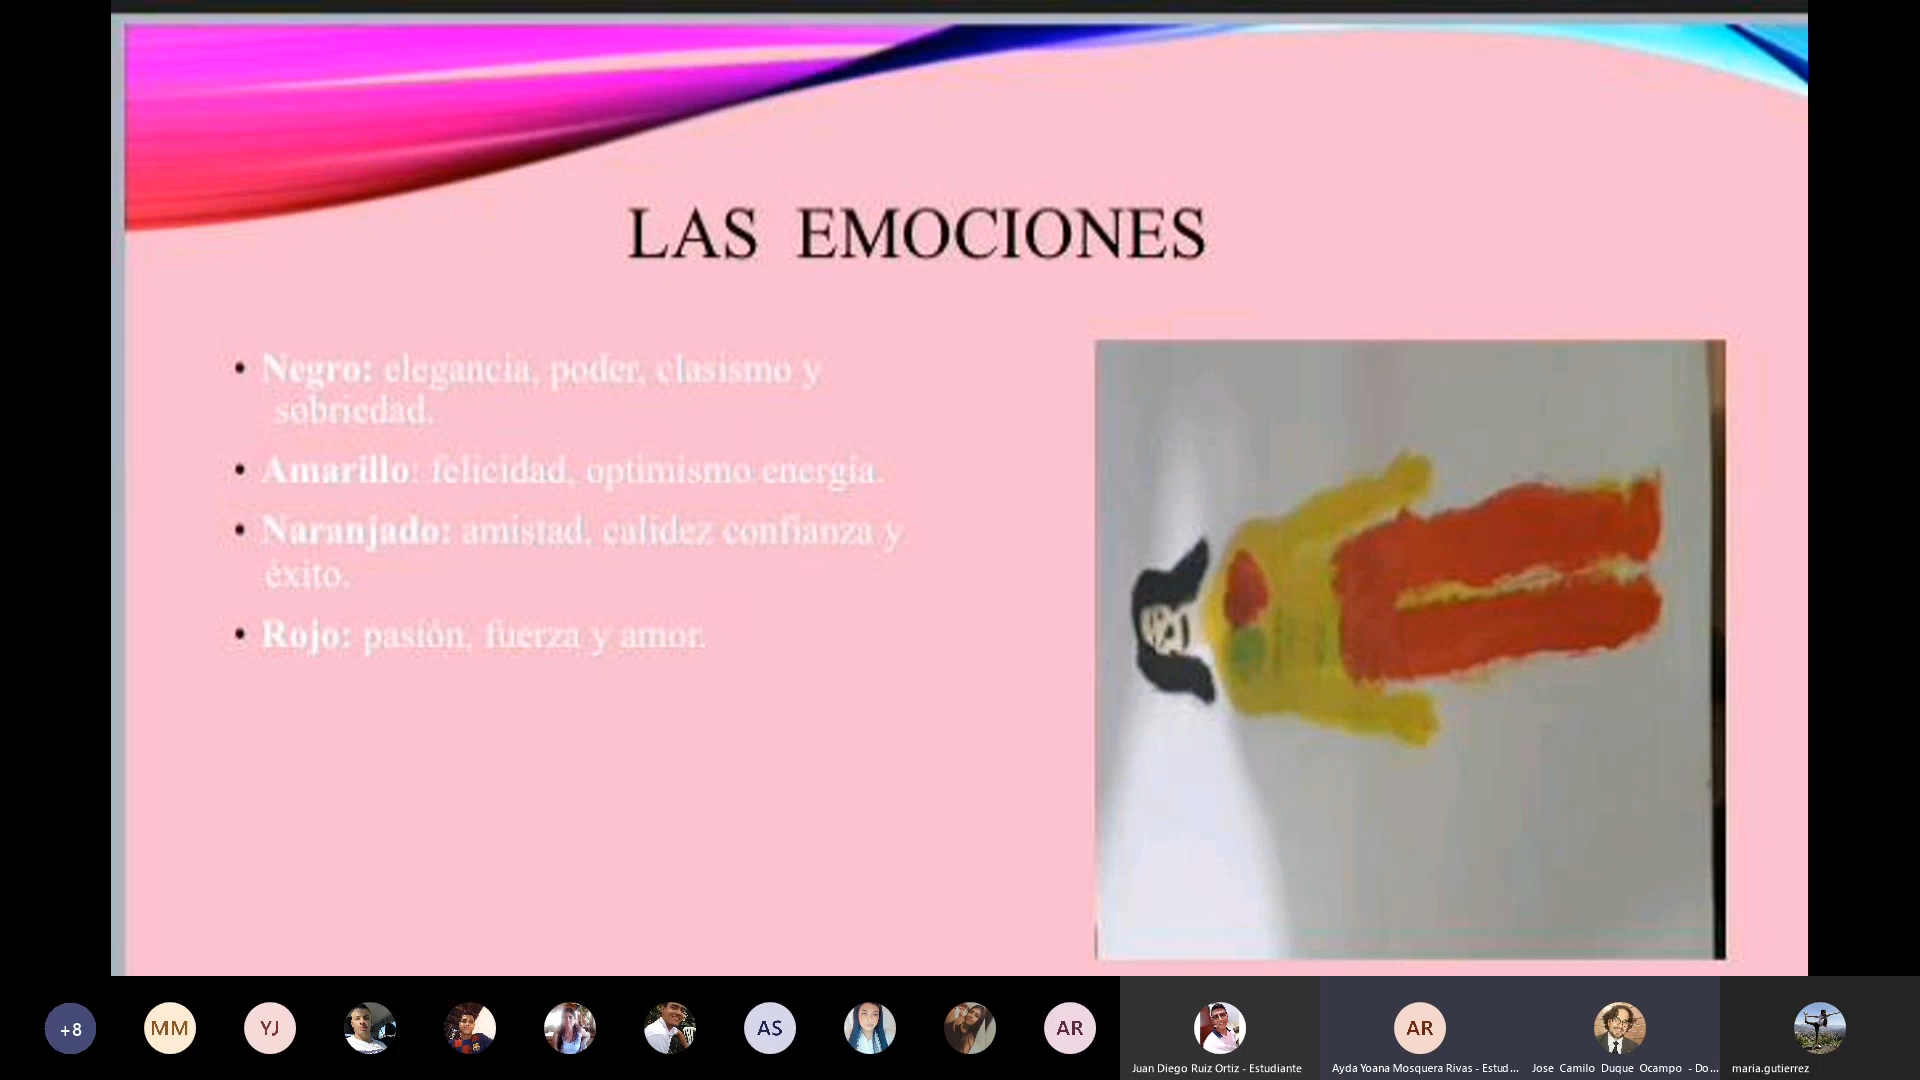 LAS EMOCIONES
• Negro: elegancia, poder, clasismo y
sobriedad.
• Amarillo: felicidad, optimismo energía.
• Naranjado: amistad, calidez confianza y
éxito.
• Rojo: pasión, fuerza y amor.
+8
MM
YJ
AS
AR
AR
Juan Diego Ruiz Ortiz - Estudiante
Ayda Yoana Mosquera Rivas - Estud...
Jose Camilo Duque Ocampo - Do...
maria.gutierrez